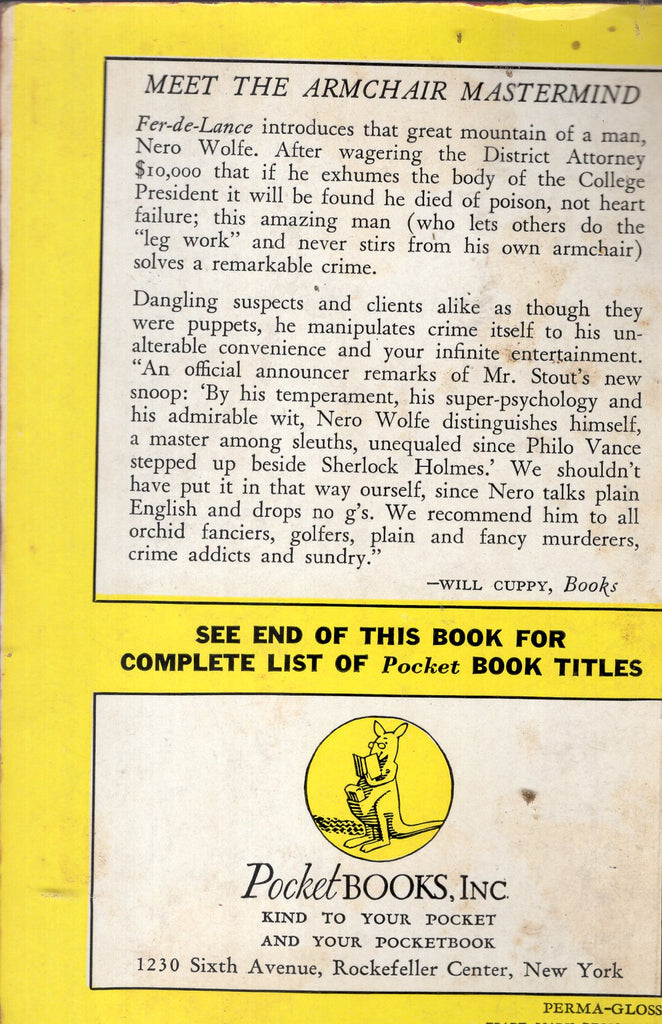 MEET THE ARMCHAIR MASTERMIND
Fer-de-Lance introduces that great mountain of a man,
Nero Wolfe. After wagering the District Attorney
$10,000 that if he exhumes the body of the College
President it will be found he died of poison, not heart
failure; this amazing man (who lets others do the
“leg work” and never stirs from his own armchair)
solves a remarkable crime.
Dangling suspects and clients alike as though they
were puppets, he manipulates crime itself to his un-
alterable convenience and your infinite entertainment.
“An official announcer remarks of Mr. Stout's new
snoop: ‘By his temperament, his super-psychology and
his admirable wit, Nero Wolfe distinguishes himself,
a master among sleuths, unequaled since Philo Vance
stepped up beside Sherlock Holmes.’ We shouldn't
have put it in that way ourself, since Nero talks plain
English and drops no g's. We recommend him to all
orchid fanciers, golfers, plain and fancy murderers,
crime addicts and sundry.”
—WILL CUPPY, Books
SEE END OF THIS BOOK FOR
COMPLETE LIST OF Pocket BOOK TITLES
Pocket BOOKS, INC.
KIND TO YOUR POCKET
AND YOUR POCKETBOOK
1230 Sixth Avenue, Rockefeller Center, New York
PERMA-GLOSS